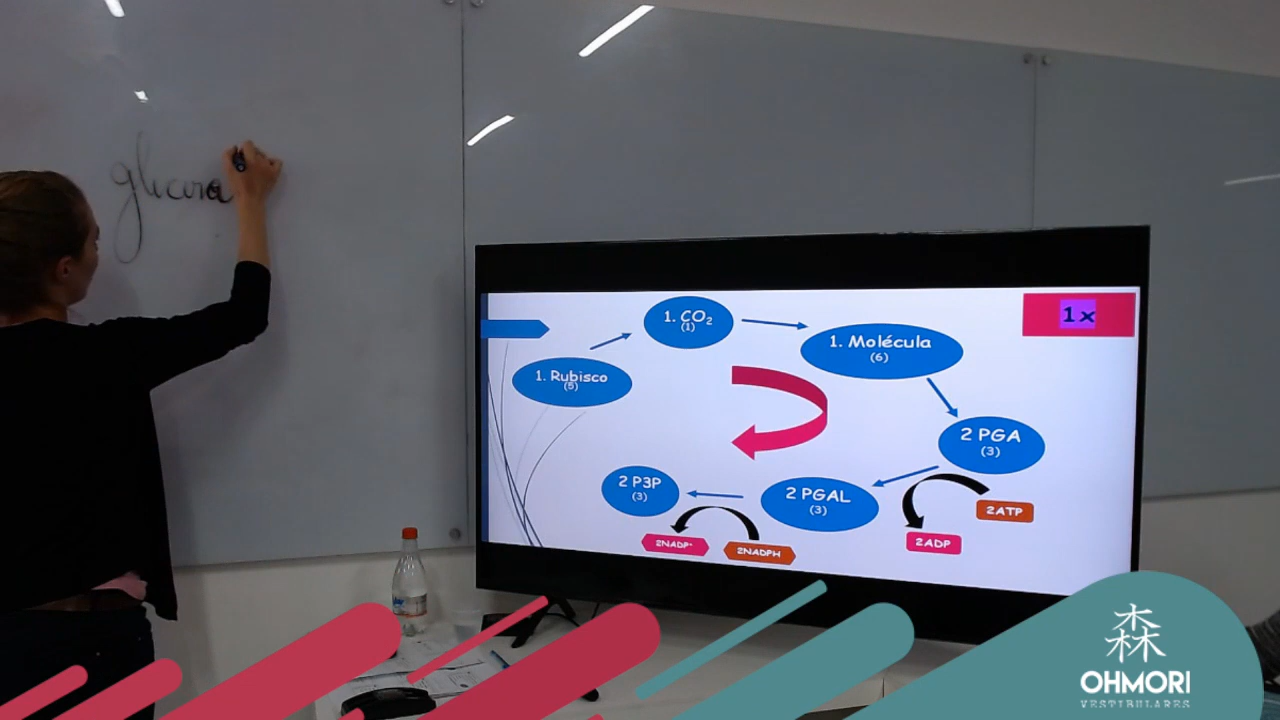 glicera
1x
1. CO₂
(1)
1. Molécula
(6)
1. Rubisco
(5)
2 PGA
(3)
2 P3P
(3)
2 PGAL
(3)
2ATP
2ADP
2NADP⁺
2NADPH
森
OHMORI
VESTIBULARES